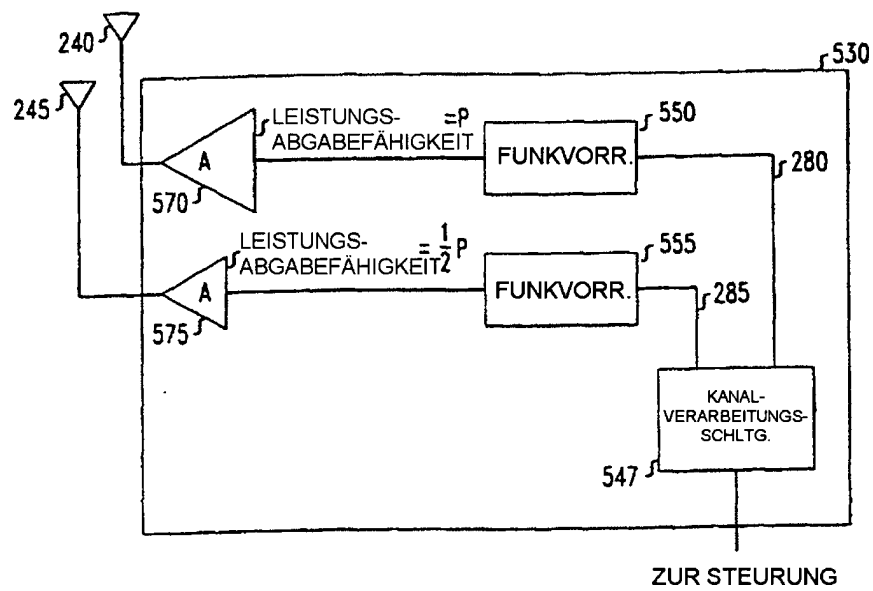 240
530
245
LEISTUNGS- =P
ABGABEFÄHIGKEIT
550
FUNKVORR.
280
A
570
LEISTUNGS-
ABGABEFÄHIGKEIT = 1/2 P
555
FUNKVORR.
285
A
575
KANAL-
VERARBEITUNGS-
SCHLTG.
547
ZUR STEURUNG